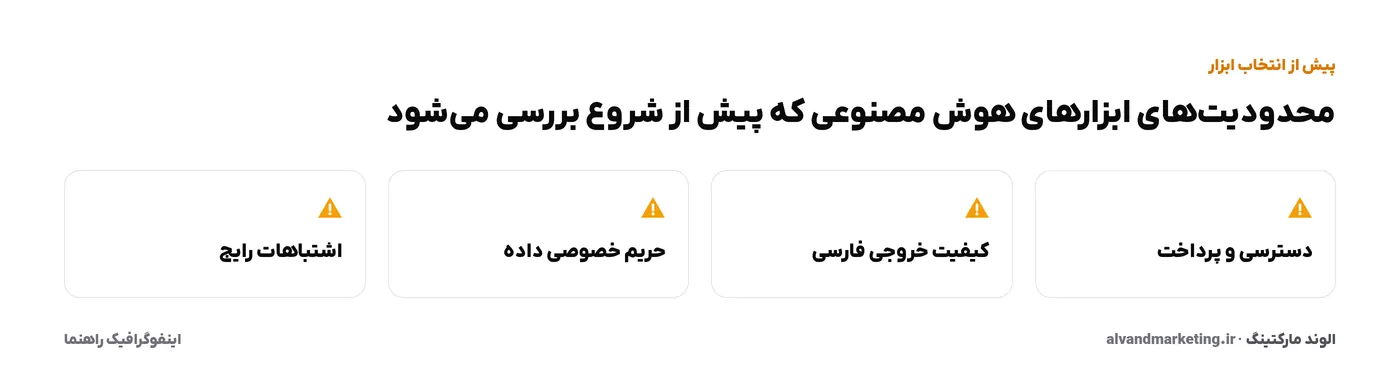 پیش از انتخاب ابزار
محدودیت‌های ابزارهای هوش مصنوعی که پیش از شروع بررسی می‌شود
دسترسی و پرداخت
کیفیت خروجی فارسی
حریم خصوصی داده
اشتباهات رایج
الوند مارکتینگ · alvandmarketing.ir
اینفوگرافیک راهنما